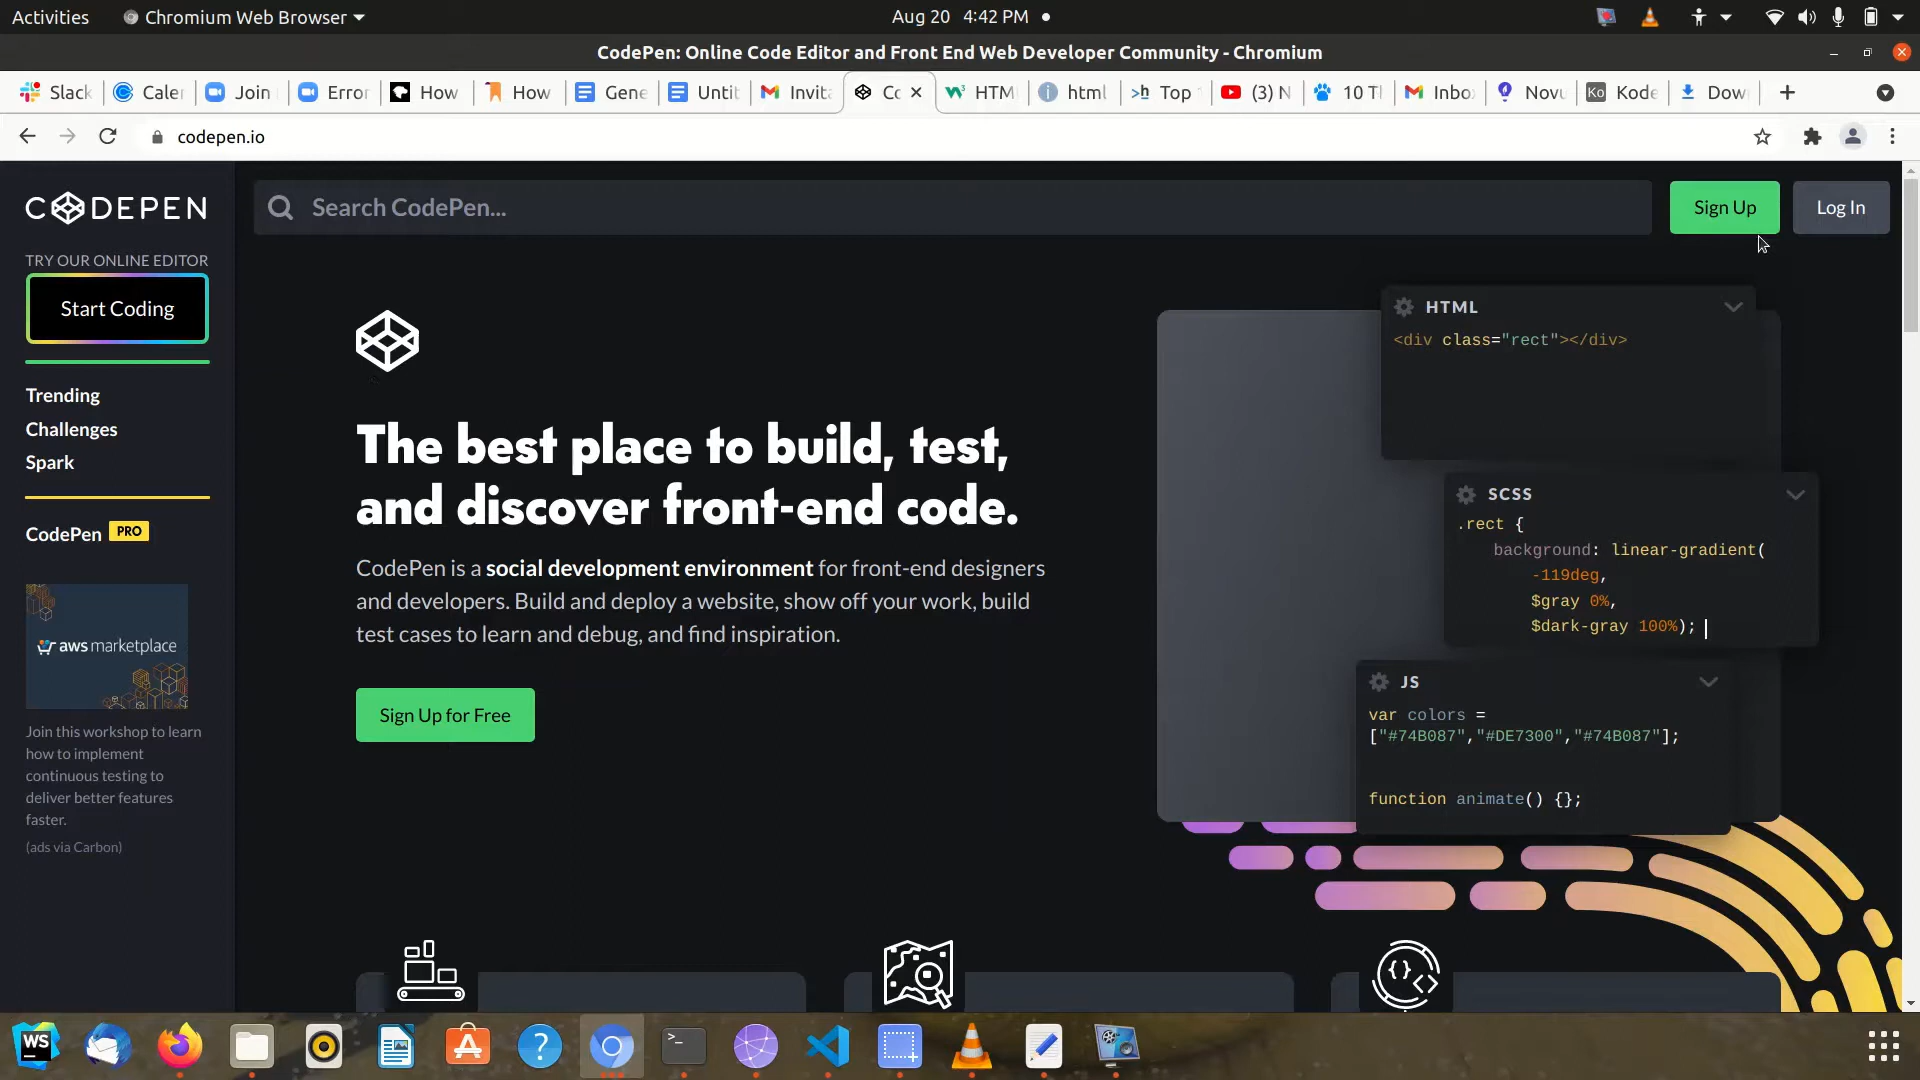 Activities
Chromium Web Browser
Aug 20 4:42 PM
CodePen: Online Code Editor and Front End Web Developer Community - Chromium
Slack
Caler
Join
Error
How
How
Gene
Untit
Invita
Co
HTM
html
Top
(3) N
10 T
Inbo
Novu
Ko
Kode
Dow
codepen.io
CODEPEN
Search CodePen...
Sign Up
Log In
TRY OUR ONLINE EDITOR
Start Coding
Trending
Challenges
Spark
CodePen PRO
aws marketplace
Join this workshop to learn
how to implement
continuous testing to
deliver better features
faster.
(ads via Carbon)
The best place to build, test,
and discover front-end code.
CodePen is a social development environment for front-end designers
and developers. Build and deploy a website, show off your work, build
test cases to learn and debug, and find inspiration.
Sign Up for Free
HTML
<div class="rect"></div>
SCSS
.rect {
background: linear-gradient(
-119deg,
$gray 0%,
$dark-gray 100%);
JS
var colors =
["#74B087","#DE7300","#74B087"];
function animate() {};
WS